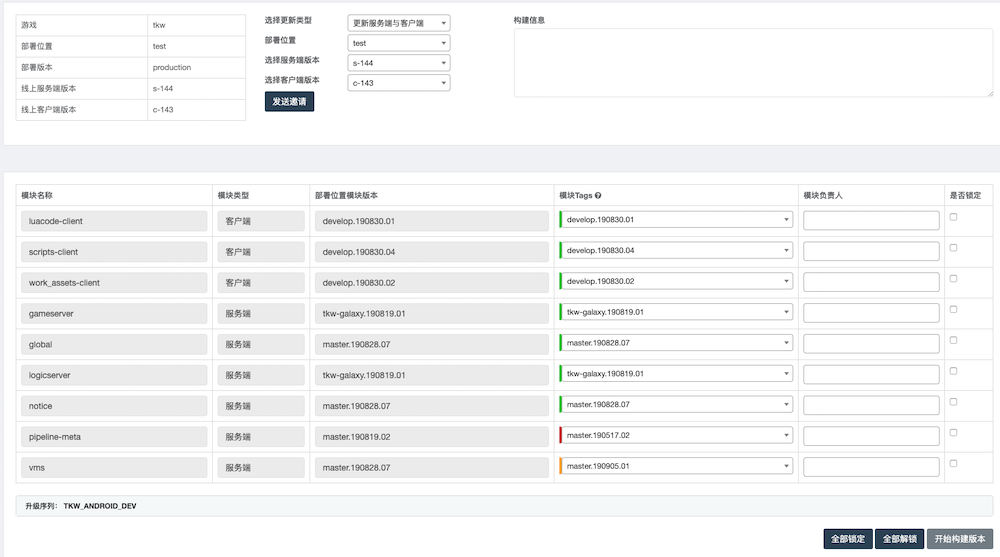 游戏 tkw
部署位置 test
部署版本 production
线上服务端版本 s-144
线上客户端版本 c-143
选择更新类型 更新服务端与客户端
部署位置 test
选择服务端版本 s-144
选择客户端版本 c-143
发送邀请
构建信息
模块名称 模块类型 部署位置模块版本 模块Tags 模块负责人 是否锁定
luacode-client 客户端 develop.190830.01 develop.190830.01
scripts-client 客户端 develop.190830.04 develop.190830.04
work_assets-client 客户端 develop.190830.02 develop.190830.02
gameserver 服务端 tkw-galaxy.190819.01 tkw-galaxy.190819.01
global 服务端 master.190828.07 master.190828.07
logicserver 服务端 tkw-galaxy.190819.01 tkw-galaxy.190819.01
notice 服务端 master.190828.07 master.190828.07
pipeline-meta 服务端 master.190819.02 master.190517.02
vms 服务端 master.190828.07 master.190905.01
升级序列: TKW_ANDROID_DEV
全部锁定 全部解锁 开始构建版本